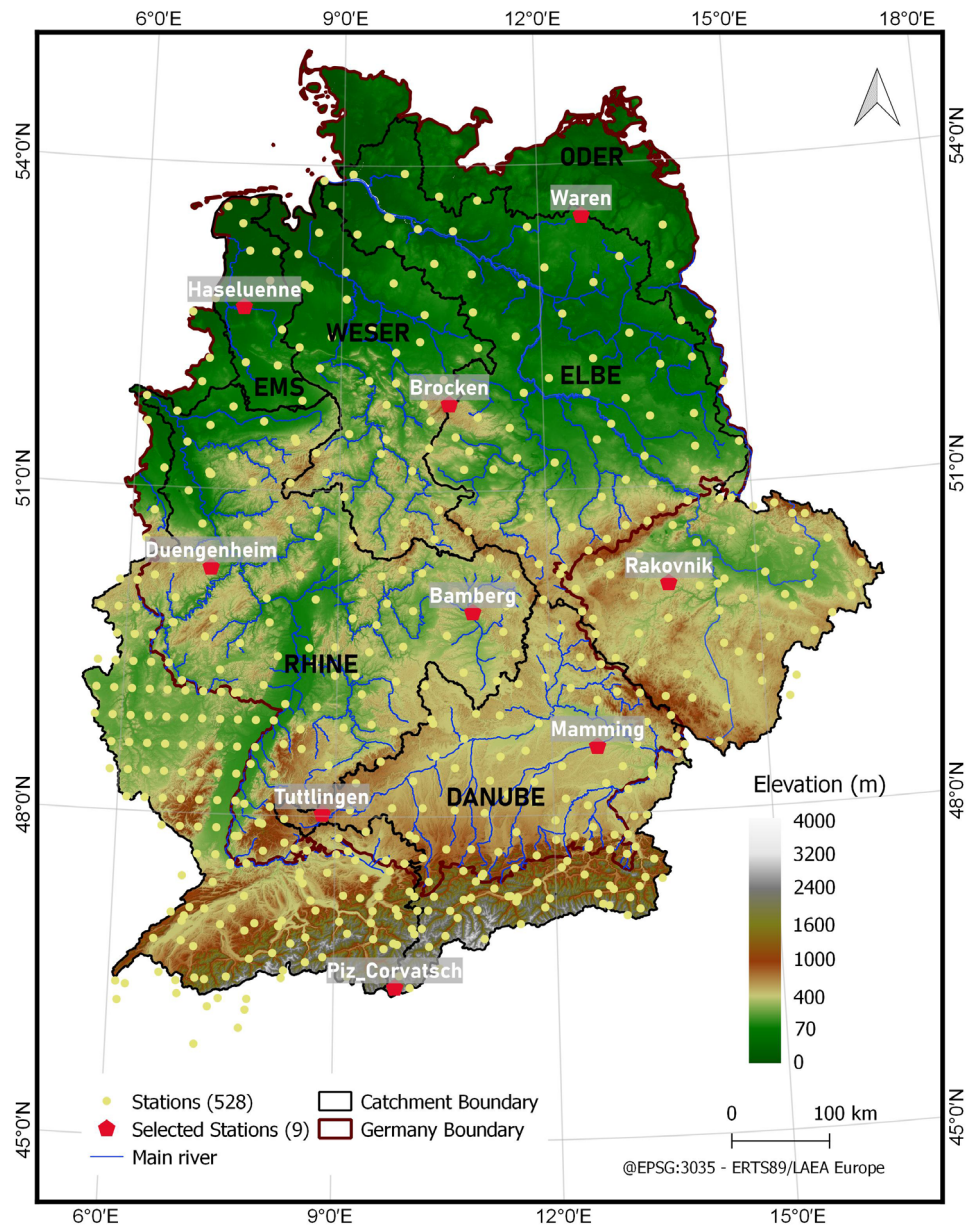 6°0'E 9°0'E 12°0'E 15°0'E 18°0'E
54°0'N
54°0'N
ODER
Waren
Haseluenne
WESER
EMS
Brocken
ELBE
51°0'N
51°0'N
Duengenheim
Rakovnik
Bamberg
RHINE
Mamming
Tuttlingen
DANUBE
48°0'N
48°0'N
Piz_Corvatsch
Elevation (m)
4000
3200
2400
1600
1000
400
70
0
Stations (528)
Selected Stations (9)
Main river
Catchment Boundary
Germany Boundary
0 100 km
@EPSG:3035 - ERTS89/LAEA Europe
45°0'N
45°0'N
6°0'E 9°0'E 12°0'E 15°0'E